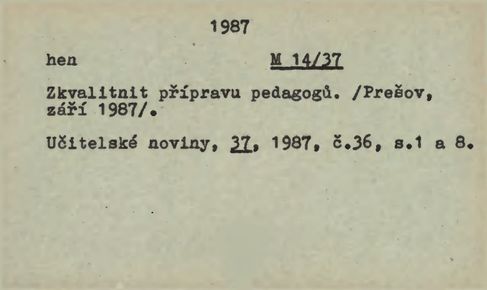 1987
hen M 14/37
Zkvalitnit přípravu pedagogů. /Prešov,
září 1987/.
Učitelské noviny, 37, 1987, č.36, s.1 a 8.